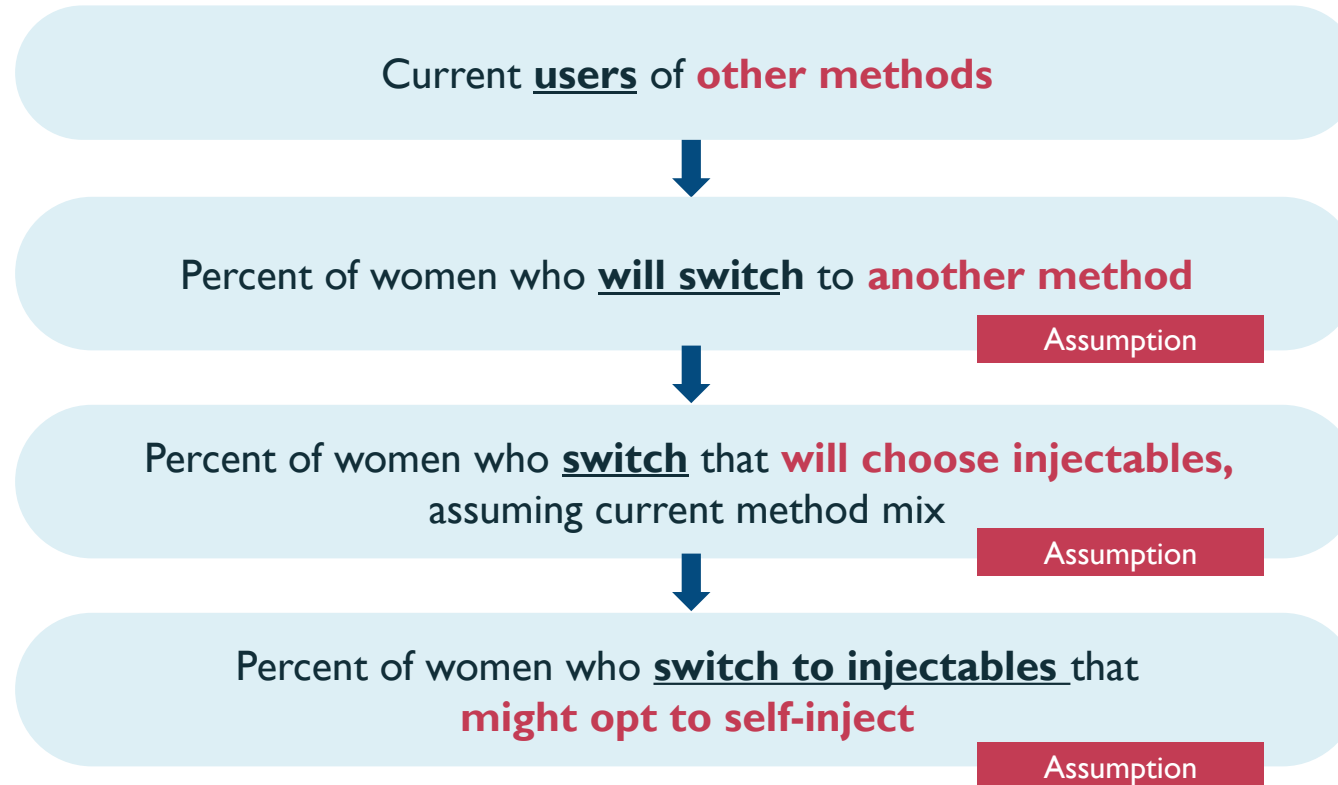 Current users of other methods
Percent of women who will switch to another method
Assumption
Percent of women who switch that will choose injectables,
assuming current method mix
Assumption
Percent of women who switch to injectables that
might opt to self-inject
Assumption